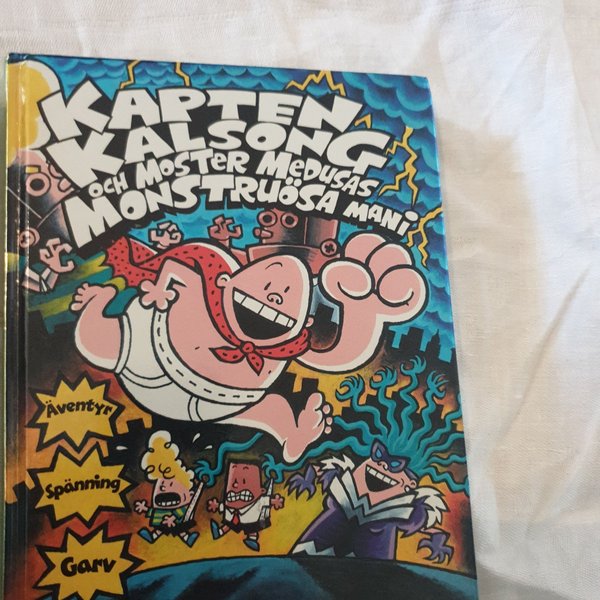 KAPTEN
KALSONG
OCH MOSTER MEDUSAS
MONSTRUÖSA MANI
Äventyr
Spänning
Garv